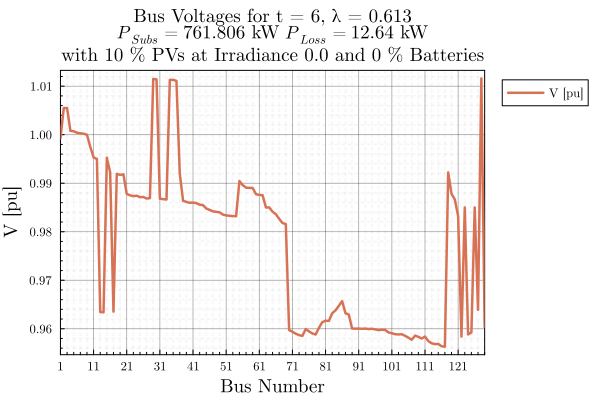 Bus Voltages for t = 6, λ = 0.613
P_Subs = 761.806 kW P_Loss = 12.64 kW
with 10 % PVs at Irradiance 0.0 and 0 % Batteries
V [pu]
1.01
1.00
0.99
0.98
0.97
0.96
V [pu]
1 11 21 31 41 51 61 71 81 91 101 111 121
Bus Number